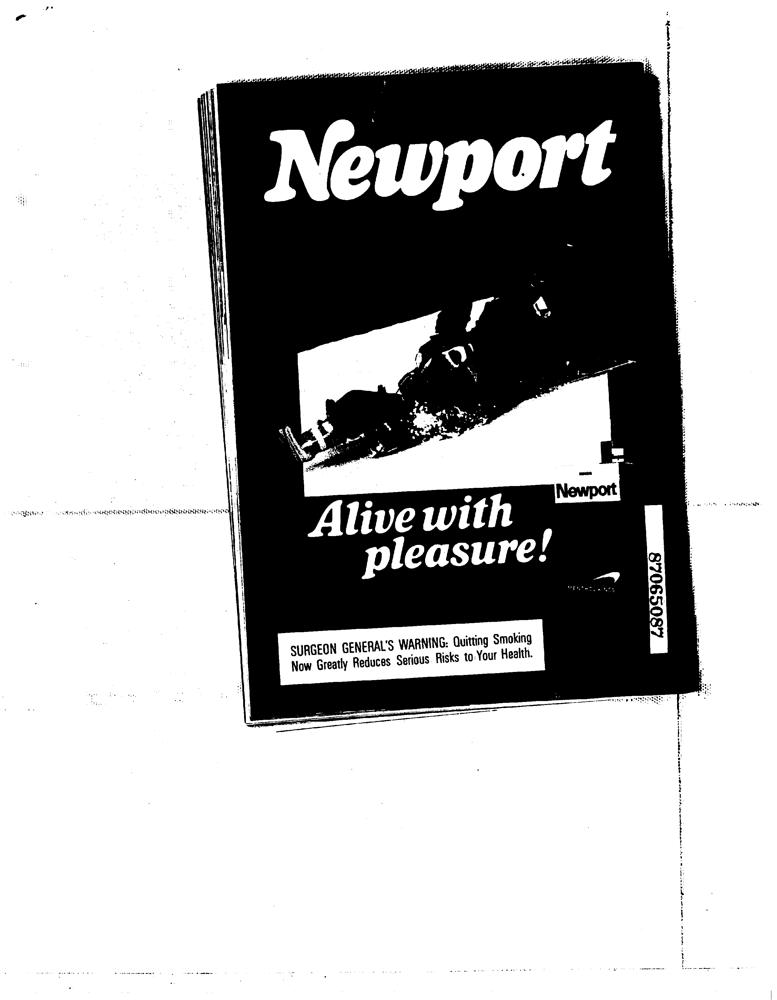 Newport
Newport
Alive with
pleasure!
87065087
SURGEON GENERAL'S WARNING: Quitting Smoking
Now Greatly Reduces Serious Risks to Your Health.